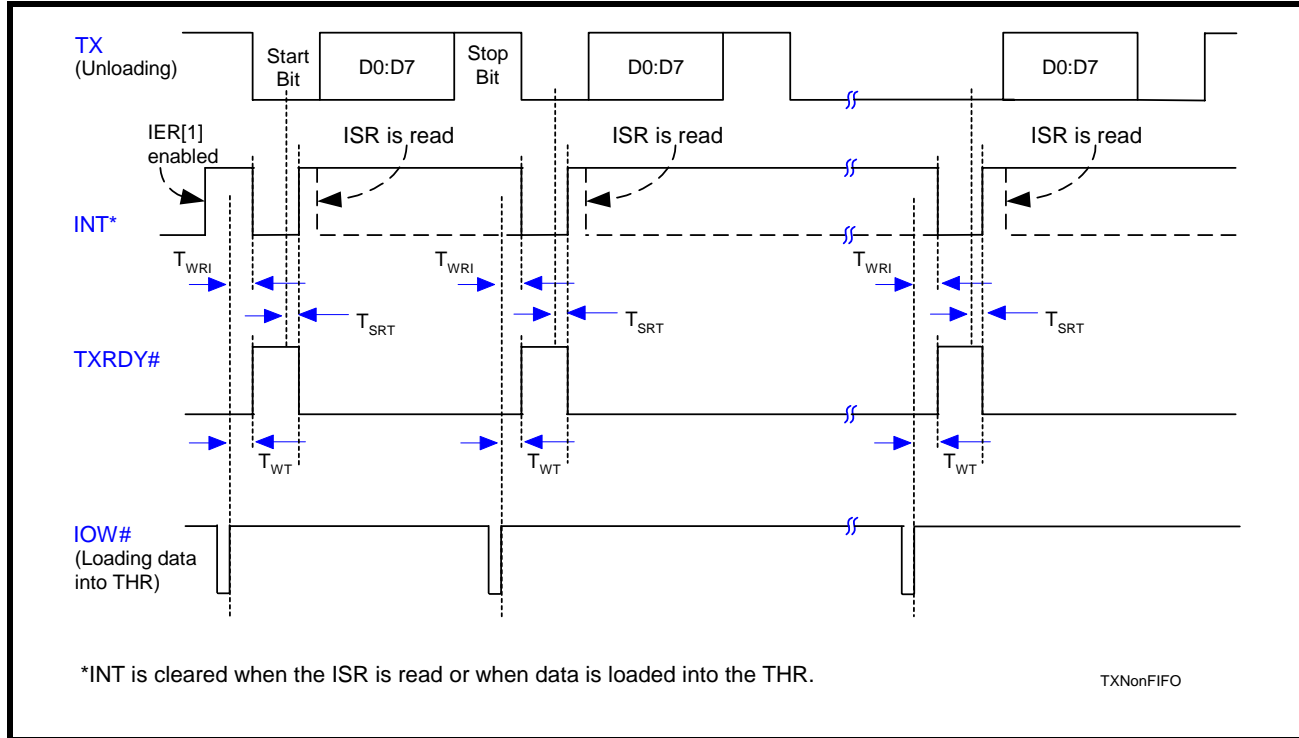 TX
(Unloading)
Start
Bit
D0:D7
Stop
Bit
D0:D7
D0:D7
IER[1]
enabled
ISR is read
ISR is read
ISR is read
INT*
TWRI
TWRI
TWRI
TSRT
TSRT
TSRT
TXRDY#
TWT
TWT
TWT
IOW#
(Loading data
into THR)
*INT is cleared when the ISR is read or when data is loaded into the THR.
TXNonFIFO